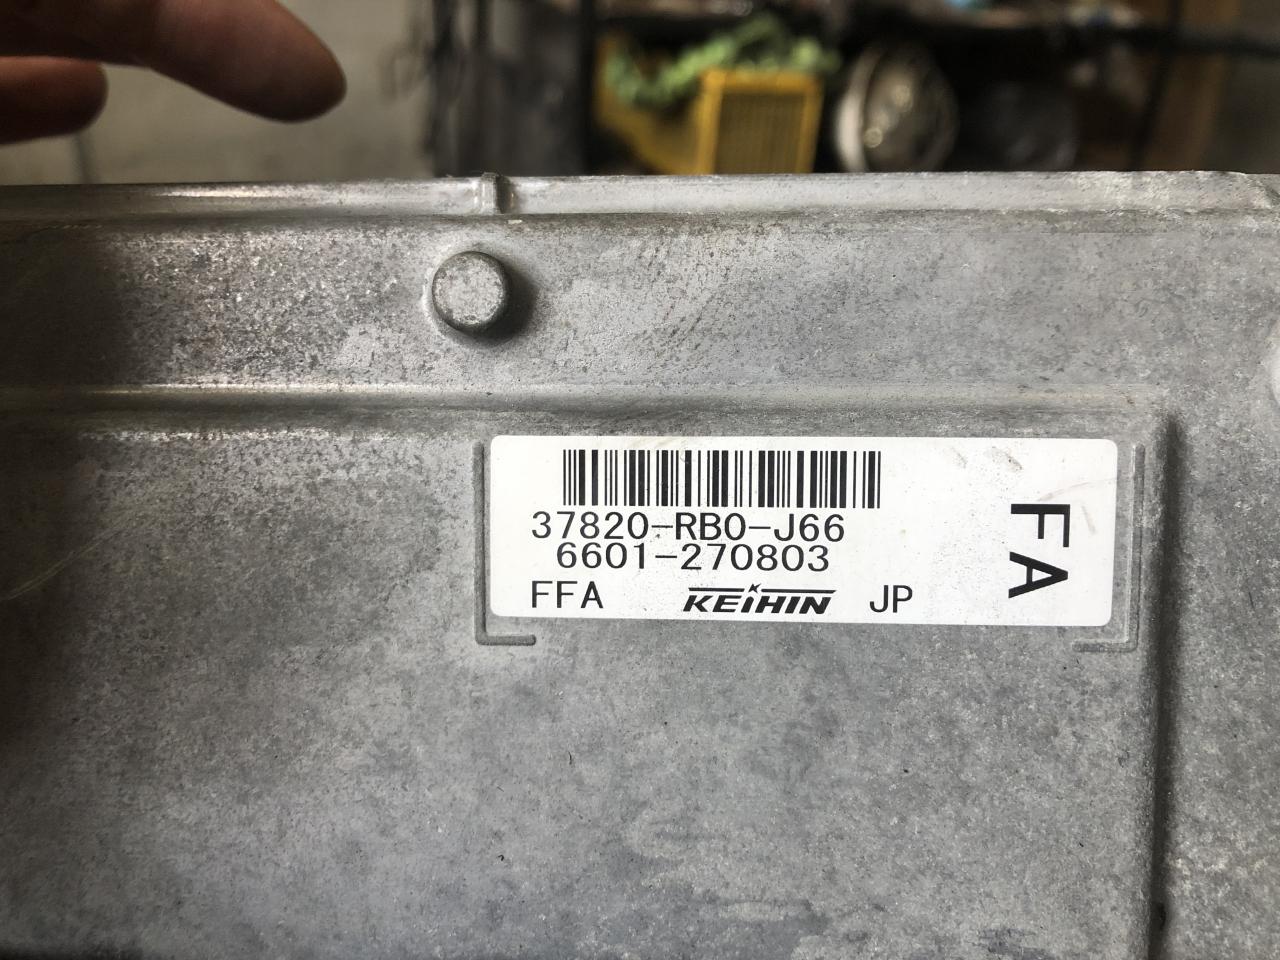 37820-RB0-J66
6601-270803
FFA KEIHIN JP
FA